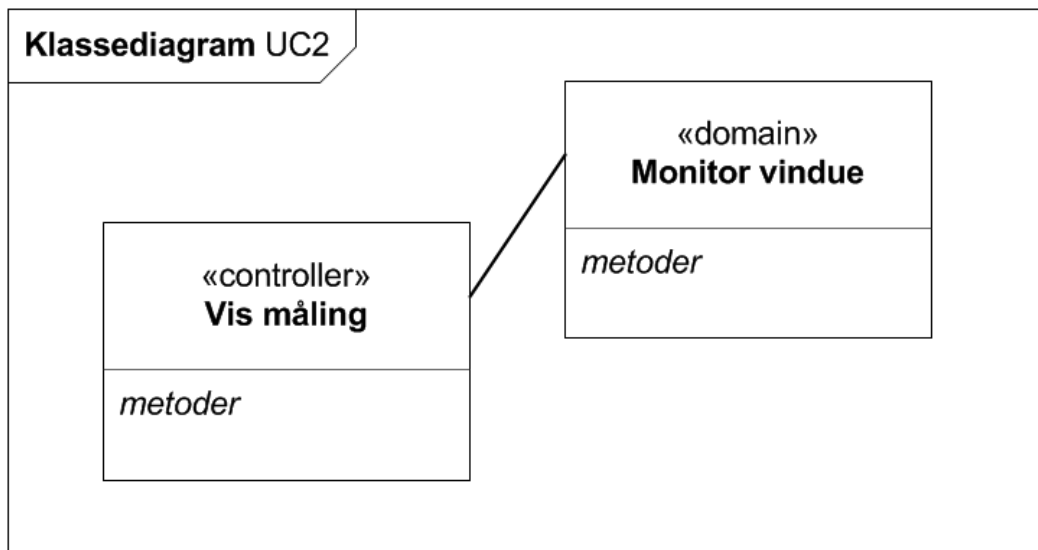 Klassediagram UC2
«domain»
Monitor vindue
metoder
«controller»
Vis måling
metoder